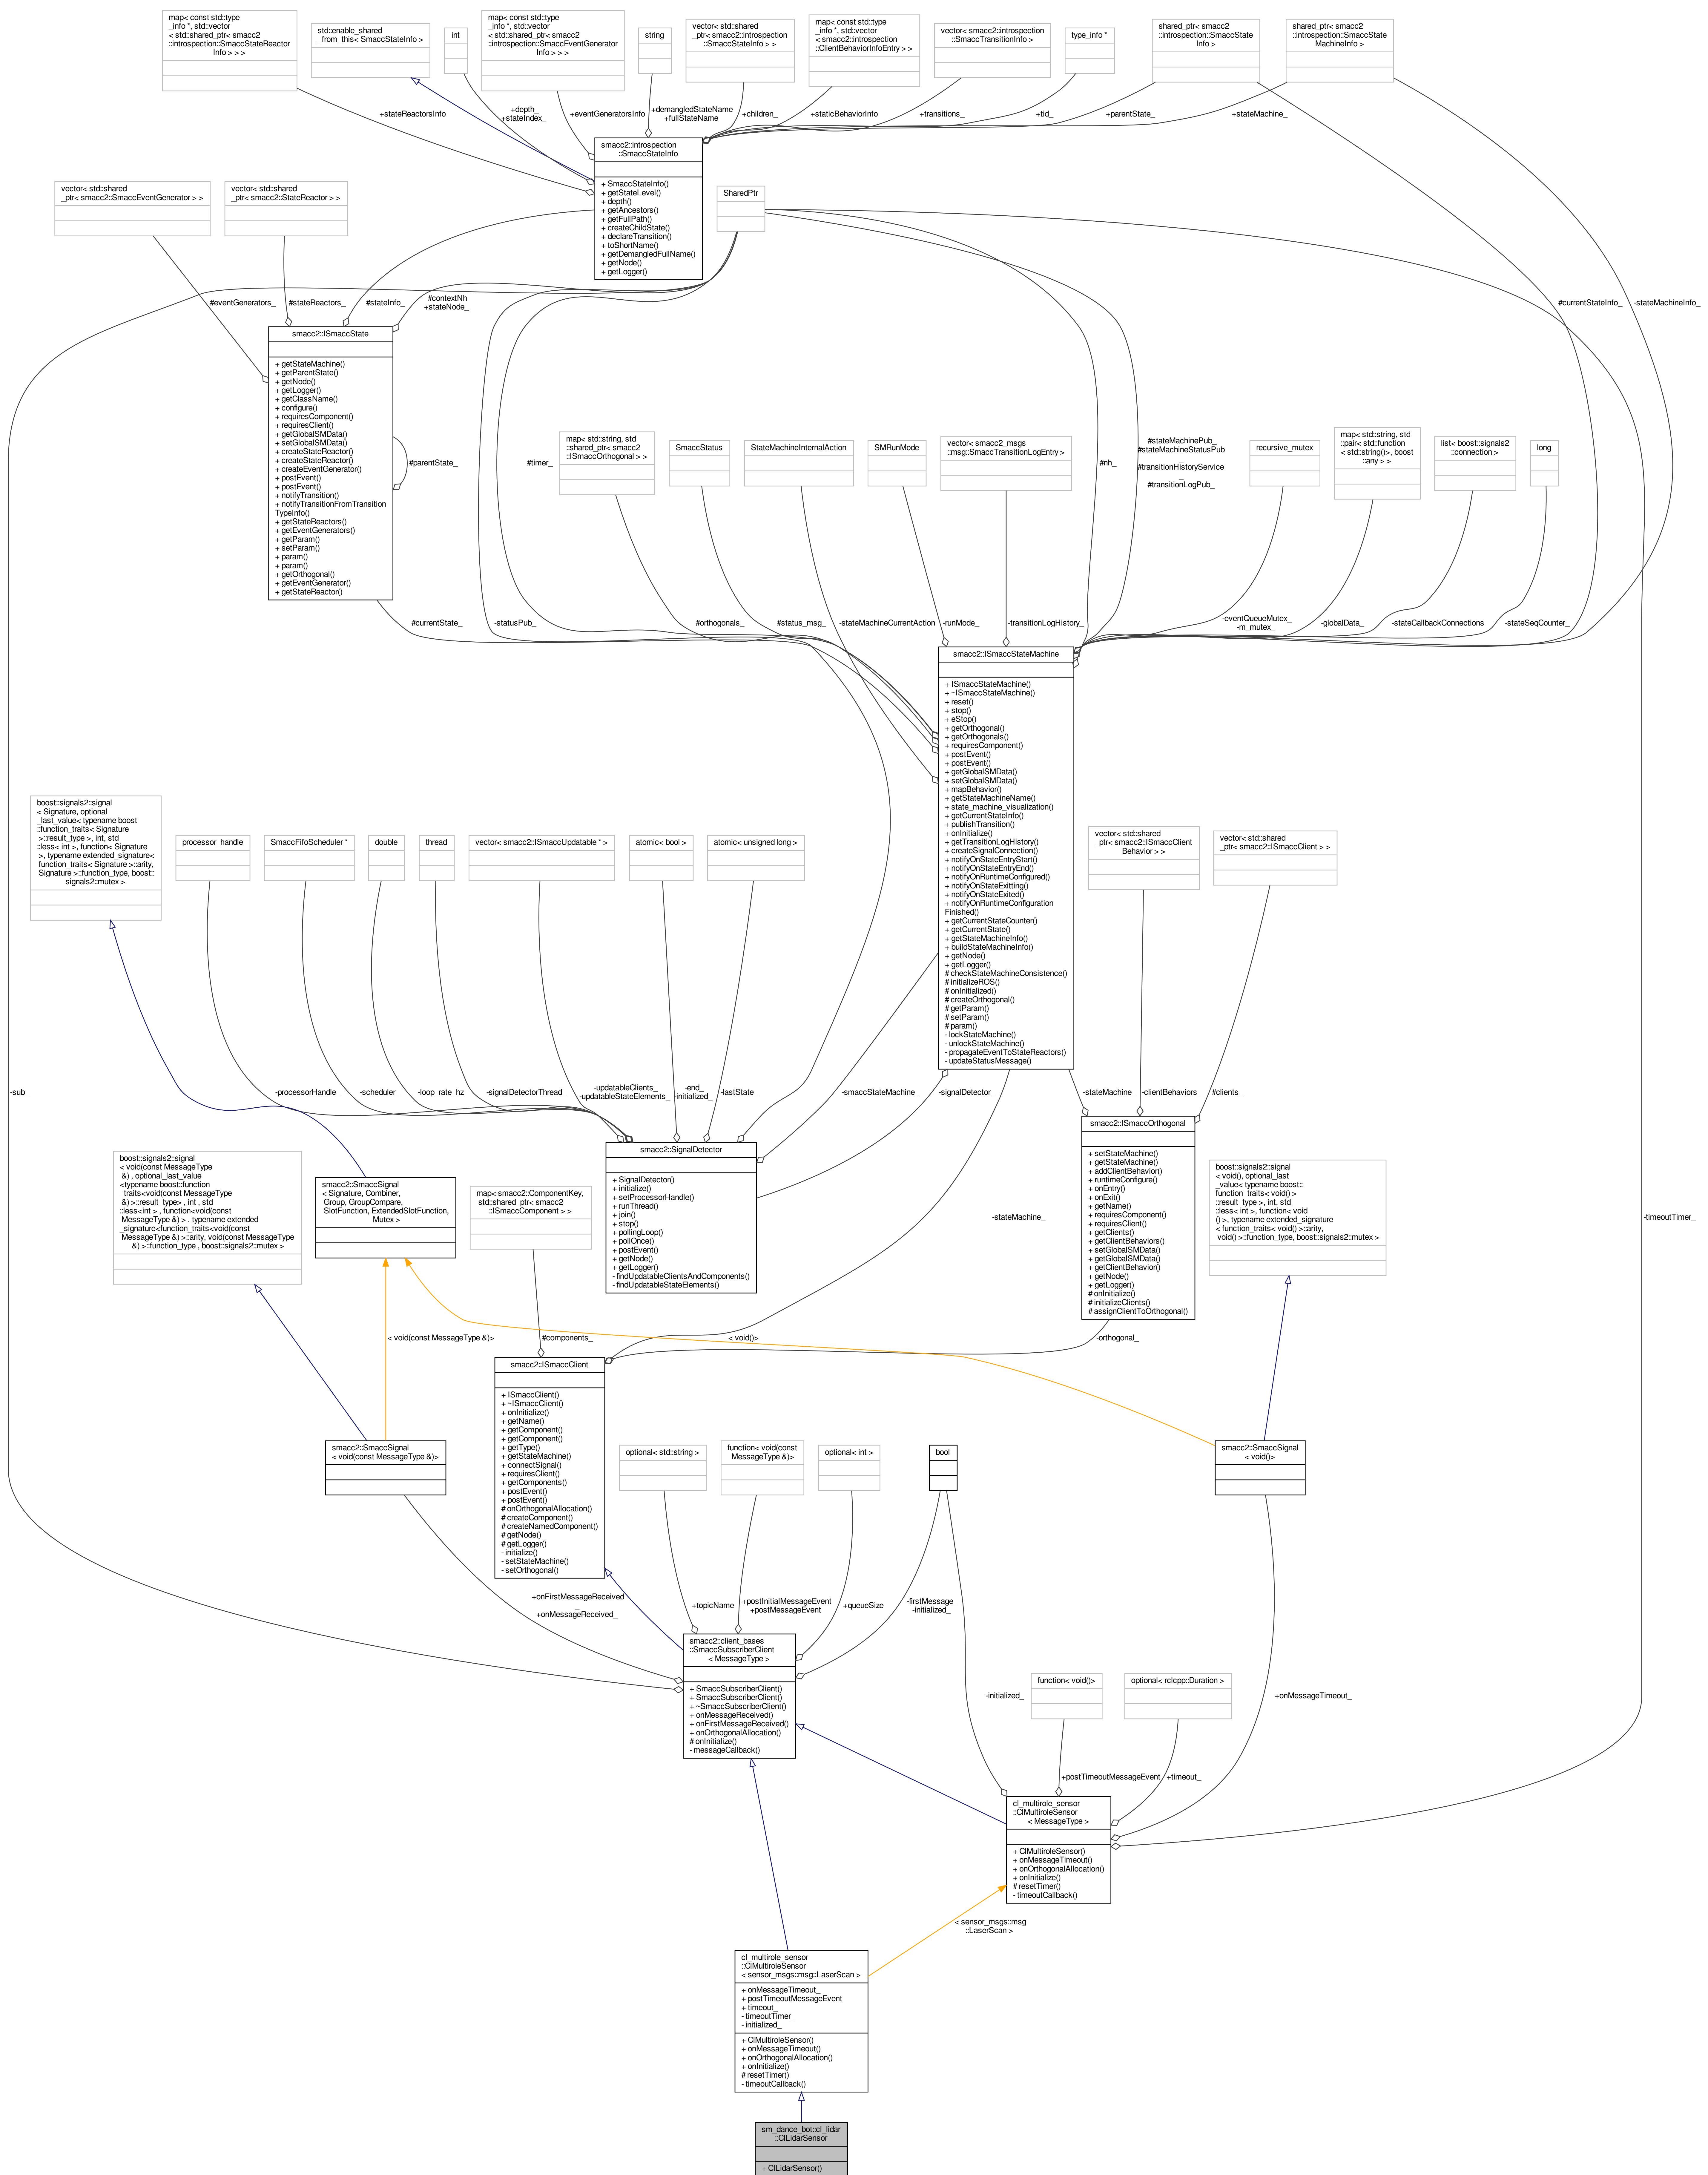 map< const std::type
_info *, std::vector
< std::shared_ptr< smacc2
::introspection::SmaccStateReactor
Info > > >
std::enable_shared
_from_this< SmaccStateInfo >
int
map< const std::type
_info *, std::vector
< std::shared_ptr< smacc2
::introspection::SmaccEventGenerator
Info > > >
string
vector< std::shared
_ptr< smacc2::introspection
::SmaccStateInfo > >
map< const std::type
_info *, std::vector
< smacc2::introspection
::ClientBehaviorInfoEntry > >
vector< smacc2::introspection
::SmaccTransitionInfo >
type_info *
shared_ptr< smacc2
::introspection::SmaccState
Info >
shared_ptr< smacc2
::introspection::SmaccState
MachineInfo >
+stateReactorsInfo
+depth_
+stateIndex_
+eventGeneratorsInfo
+demangledStateName
+fullStateName
+children_
+staticBehaviorInfo
+transitions_
+tid_
+parentState_
+stateMachine_
smacc2::introspection
::SmaccStateInfo
+ SmaccStateInfo()
+ getStateLevel()
+ depth()
+ getAncestors()
+ getFullPath()
+ createChildState()
+ declareTransition()
+ toShortName()
+ getDemangledFullName()
+ getNode()
+ getLogger()
vector< std::shared
_ptr< smacc2::SmaccEventGenerator > >
vector< std::shared
_ptr< smacc2::StateReactor > >
SharedPtr
#eventGenerators_
#stateReactors_
#stateInfo_
#contextNh
+stateNode_
#currentStateInfo_
-stateMachineInfo_
smacc2::ISmaccState
+ getStateMachine()
+ getParentState()
+ getNode()
+ getLogger()
+ getClassName()
+ configure()
+ requiresComponent()
+ requiresClient()
+ getGlobalSMData()
+ setGlobalSMData()
+ createStateReactor()
+ createStateReactor()
+ createEventGenerator()
+ postEvent()
+ postEvent()
+ notifyTransition()
+ notifyTransitionFromTransition
TypeInfo()
+ getStateReactors()
+ getEventGenerators()
+ getParam()
+ setParam()
+ param()
+ param()
+ getOrthogonal()
+ getEventGenerator()
+ getStateReactor()
#parentState_
#timer_
map< std::string, std
::shared_ptr< smacc2
::ISmaccOrthogonal > >
SmaccStatus
StateMachineInternalAction
SMRunMode
vector< smacc2_msgs
::msg::SmaccTransitionLogEntry >
#nh_
#stateMachinePub_
#stateMachineStatusPub
_
#transitionHistoryService
_
#transitionLogPub_
recursive_mutex
map< std::string, std
::pair< std::function
< std::string()>, boost
::any > >
list< boost::signals2
::connection >
long
#currentState_
-statusPub_
#orthogonals_
#status_msg_
-stateMachineCurrentAction
-runMode_
-transitionLogHistory_
-eventQueueMutex_
-m_mutex_
-globalData_
-stateCallbackConnections
-stateSeqCounter_
smacc2::ISmaccStateMachine
+ ISmaccStateMachine()
+ ~ISmaccStateMachine()
+ reset()
+ stop()
+ eStop()
+ getOrthogonal()
+ getOrthogonals()
+ requiresComponent()
+ postEvent()
+ postEvent()
+ getGlobalSMData()
+ setGlobalSMData()
+ mapBehavior()
+ getStateMachineName()
+ state_machine_visualization()
+ getCurrentStateInfo()
+ publishTransition()
+ onInitialize()
+ getTransitionLogHistory()
+ createSignalConnection()
+ notifyOnStateEntryStart()
+ notifyOnStateEntryEnd()
+ notifyOnRuntimeConfigured()
+ notifyOnStateExitting()
+ notifyOnStateExited()
+ notifyOnRuntimeConfiguration
Finished()
+ getCurrentStateCounter()
+ getCurrentState()
+ getStateMachineInfo()
+ buildStateMachineInfo()
+ getNode()
+ getLogger()
# checkStateMachineConsistence()
# initializeROS()
# onInitialized()
# createOrthogonal()
# getParam()
# setParam()
# param()
- lockStateMachine()
- unlockStateMachine()
- propagateEventToStateReactors()
- updateStatusMessage()
boost::signals2::signal
< Signature, optional
_last_value< typename boost
::function_traits< Signature
>::result_type >, int, std
::less< int >, function< Signature
>, typename extended_signature<
function_traits< Signature >::arity,
Signature >::function_type, boost::
signals2::mutex >
processor_handle
SmaccFifoScheduler *
double
thread
vector< smacc2::ISmaccUpdatable * >
atomic< bool >
atomic< unsigned long >
vector< std::shared
_ptr< smacc2::ISmaccClient
Behavior > >
vector< std::shared
_ptr< smacc2::ISmaccClient > >
-sub_
-processorHandle_
-scheduler_
-loop_rate_hz
-signalDetectorThread_
-updatableClients_
-updatableStateElements_
-end_
-initialized_
-lastState_
-smaccStateMachine_
-signalDetector_
-stateMachine_
-clientBehaviors_
#clients_
smacc2::ISmaccOrthogonal
+ setStateMachine()
+ getStateMachine()
+ addClientBehavior()
+ runtimeConfigure()
+ onEntry()
+ onExit()
+ getName()
+ requiresComponent()
+ requiresClient()
+ getClients()
+ getClientBehaviors()
+ setGlobalSMData()
+ getGlobalSMData()
+ getClientBehavior()
+ getNode()
+ getLogger()
# onInitialize()
# initializeClients()
# assignClientToOrthogonal()
smacc2::SignalDetector
+ SignalDetector()
+ initialize()
+ setProcessorHandle()
+ runThread()
+ join()
+ stop()
+ pollingLoop()
+ pollOnce()
+ postEvent()
+ getNode()
+ getLogger()
- findUpdatableClientsAndComponents()
- findUpdatableStateElements()
boost::signals2::signal
< void(const MessageType
&) , optional_last_value
<typename boost::function
_traits<void(const MessageType
&) >::result_type> , int , std
::less<int > , function<void(const
MessageType &) > , typename extended
_signature<function_traits<void(const
MessageType &) >::arity, void(const MessageType
&) >::function_type , boost::signals2::mutex >
smacc2::SmaccSignal
< Signature, Combiner,
Group, GroupCompare,
SlotFunction, ExtendedSlotFunction,
Mutex >
map< smacc2::ComponentKey,
std::shared_ptr< smacc2
::ISmaccComponent > >
-stateMachine_
boost::signals2::signal
< void(), optional_last
_value< typename boost::
function_traits< void() >
::result_type >, int, std
::less< int >, function< void
() >, typename extended_signature
< function_traits< void() >::arity,
void() >::function_type, boost::signals2::mutex >
-timeoutTimer_
< void(const MessageType &)>
#components_
< void()>
-orthogonal_
smacc2::ISmaccClient
+ ISmaccClient()
+ ~ISmaccClient()
+ onInitialize()
+ getName()
+ getComponent()
+ getComponent()
+ getType()
+ getStateMachine()
+ connectSignal()
+ requiresClient()
+ getComponents()
+ postEvent()
+ postEvent()
# onOrthogonalAllocation()
# createComponent()
# createNamedComponent()
# getNode()
# getLogger()
- initialize()
- setStateMachine()
- setOrthogonal()
smacc2::SmaccSignal
< void(const MessageType &)>
optional< std::string >
function< void(const
MessageType &)>
optional< int >
bool
smacc2::SmaccSignal
< void()>
+onFirstMessageReceived
_
+onMessageReceived_
+topicName
+postInitialMessageEvent
+postMessageEvent
+queueSize
-firstMessage_
-initialized_
smacc2::client_bases
::SmaccSubscriberClient
< MessageType >
+ SmaccSubscriberClient()
+ SmaccSubscriberClient()
+ ~SmaccSubscriberClient()
+ onMessageReceived()
+ onFirstMessageReceived()
+ onOrthogonalAllocation()
# onInitialize()
- messageCallback()
-initialized_
function< void()>
optional< rclcpp::Duration >
+onMessageTimeout_
+postTimeoutMessageEvent
+timeout_
cl_multirole_sensor
::ClMultiroleSensor
< MessageType >
+ ClMultiroleSensor()
+ onMessageTimeout()
+ onOrthogonalAllocation()
+ onInitialize()
# resetTimer()
- timeoutCallback()
< sensor_msgs::msg
::LaserScan >
cl_multirole_sensor
::ClMultiroleSensor
< sensor_msgs::msg::LaserScan >
+ onMessageTimeout_
+ postTimeoutMessageEvent
+ timeout_
- timeoutTimer_
- initialized_
+ ClMultiroleSensor()
+ onMessageTimeout()
+ onOrthogonalAllocation()
+ onInitialize()
# resetTimer()
- timeoutCallback()
sm_dance_bot::cl_lidar
::ClLidarSensor
+ ClLidarSensor()